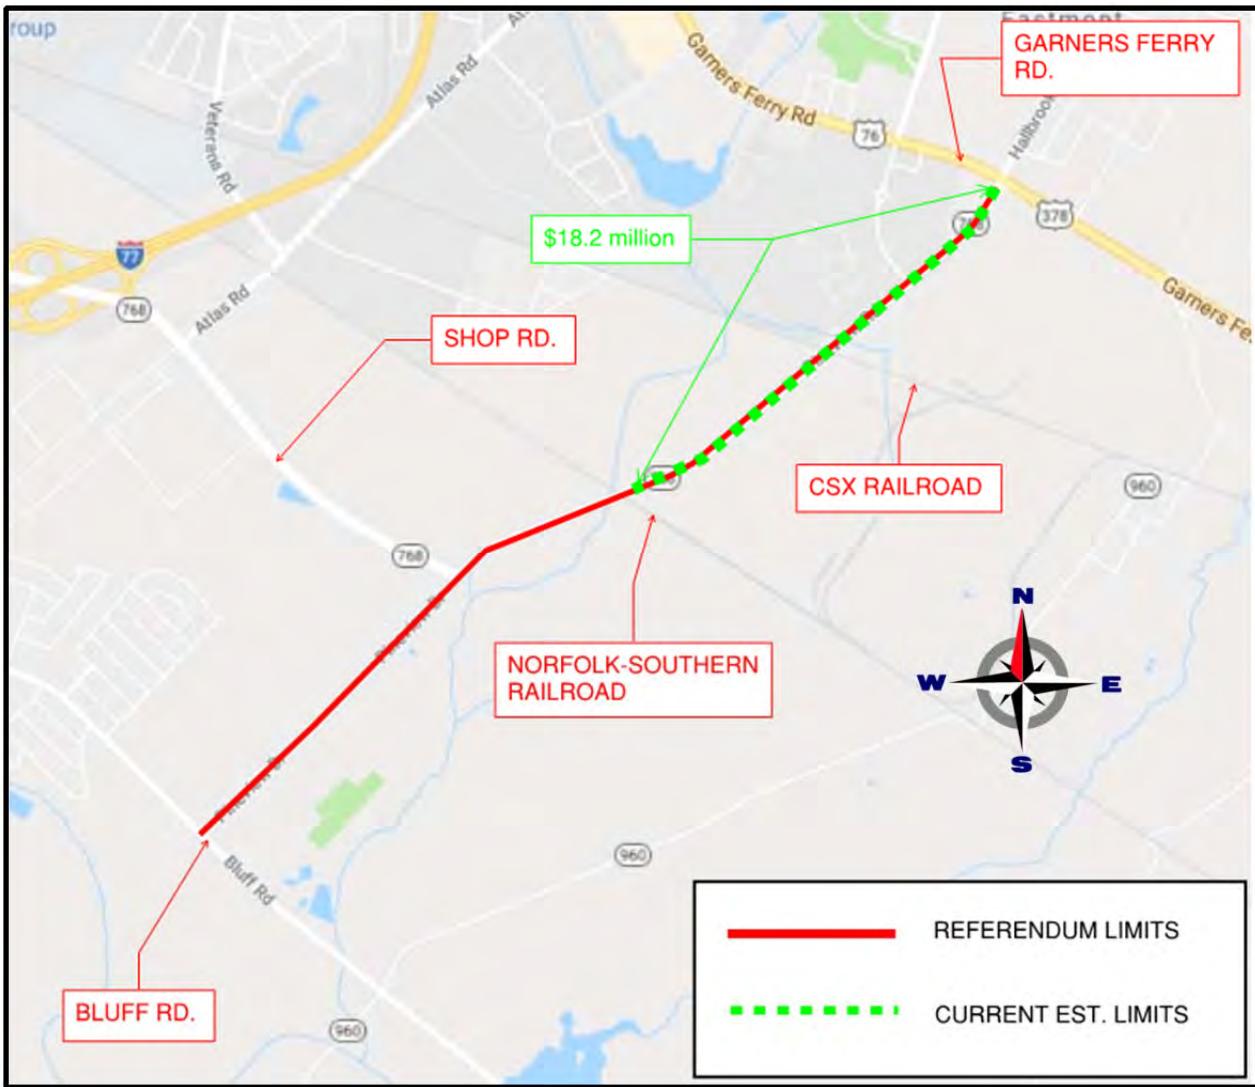 roup
Eastmont
GARNERS FERRY
RD.
Atlas Rd
Garners Ferry Rd
76
Hallbrook
Veterans Rd
$18.2 million
768
378
77
Garners Fe
768
Atlas Rd
SHOP RD.
CSX RAILROAD
960
768
N
NORFOLK-SOUTHERN
RAILROAD
W
E
S
Bluff Rd
960
REFERENDUM LIMITS
BLUFF RD.
960
CURRENT EST. LIMITS